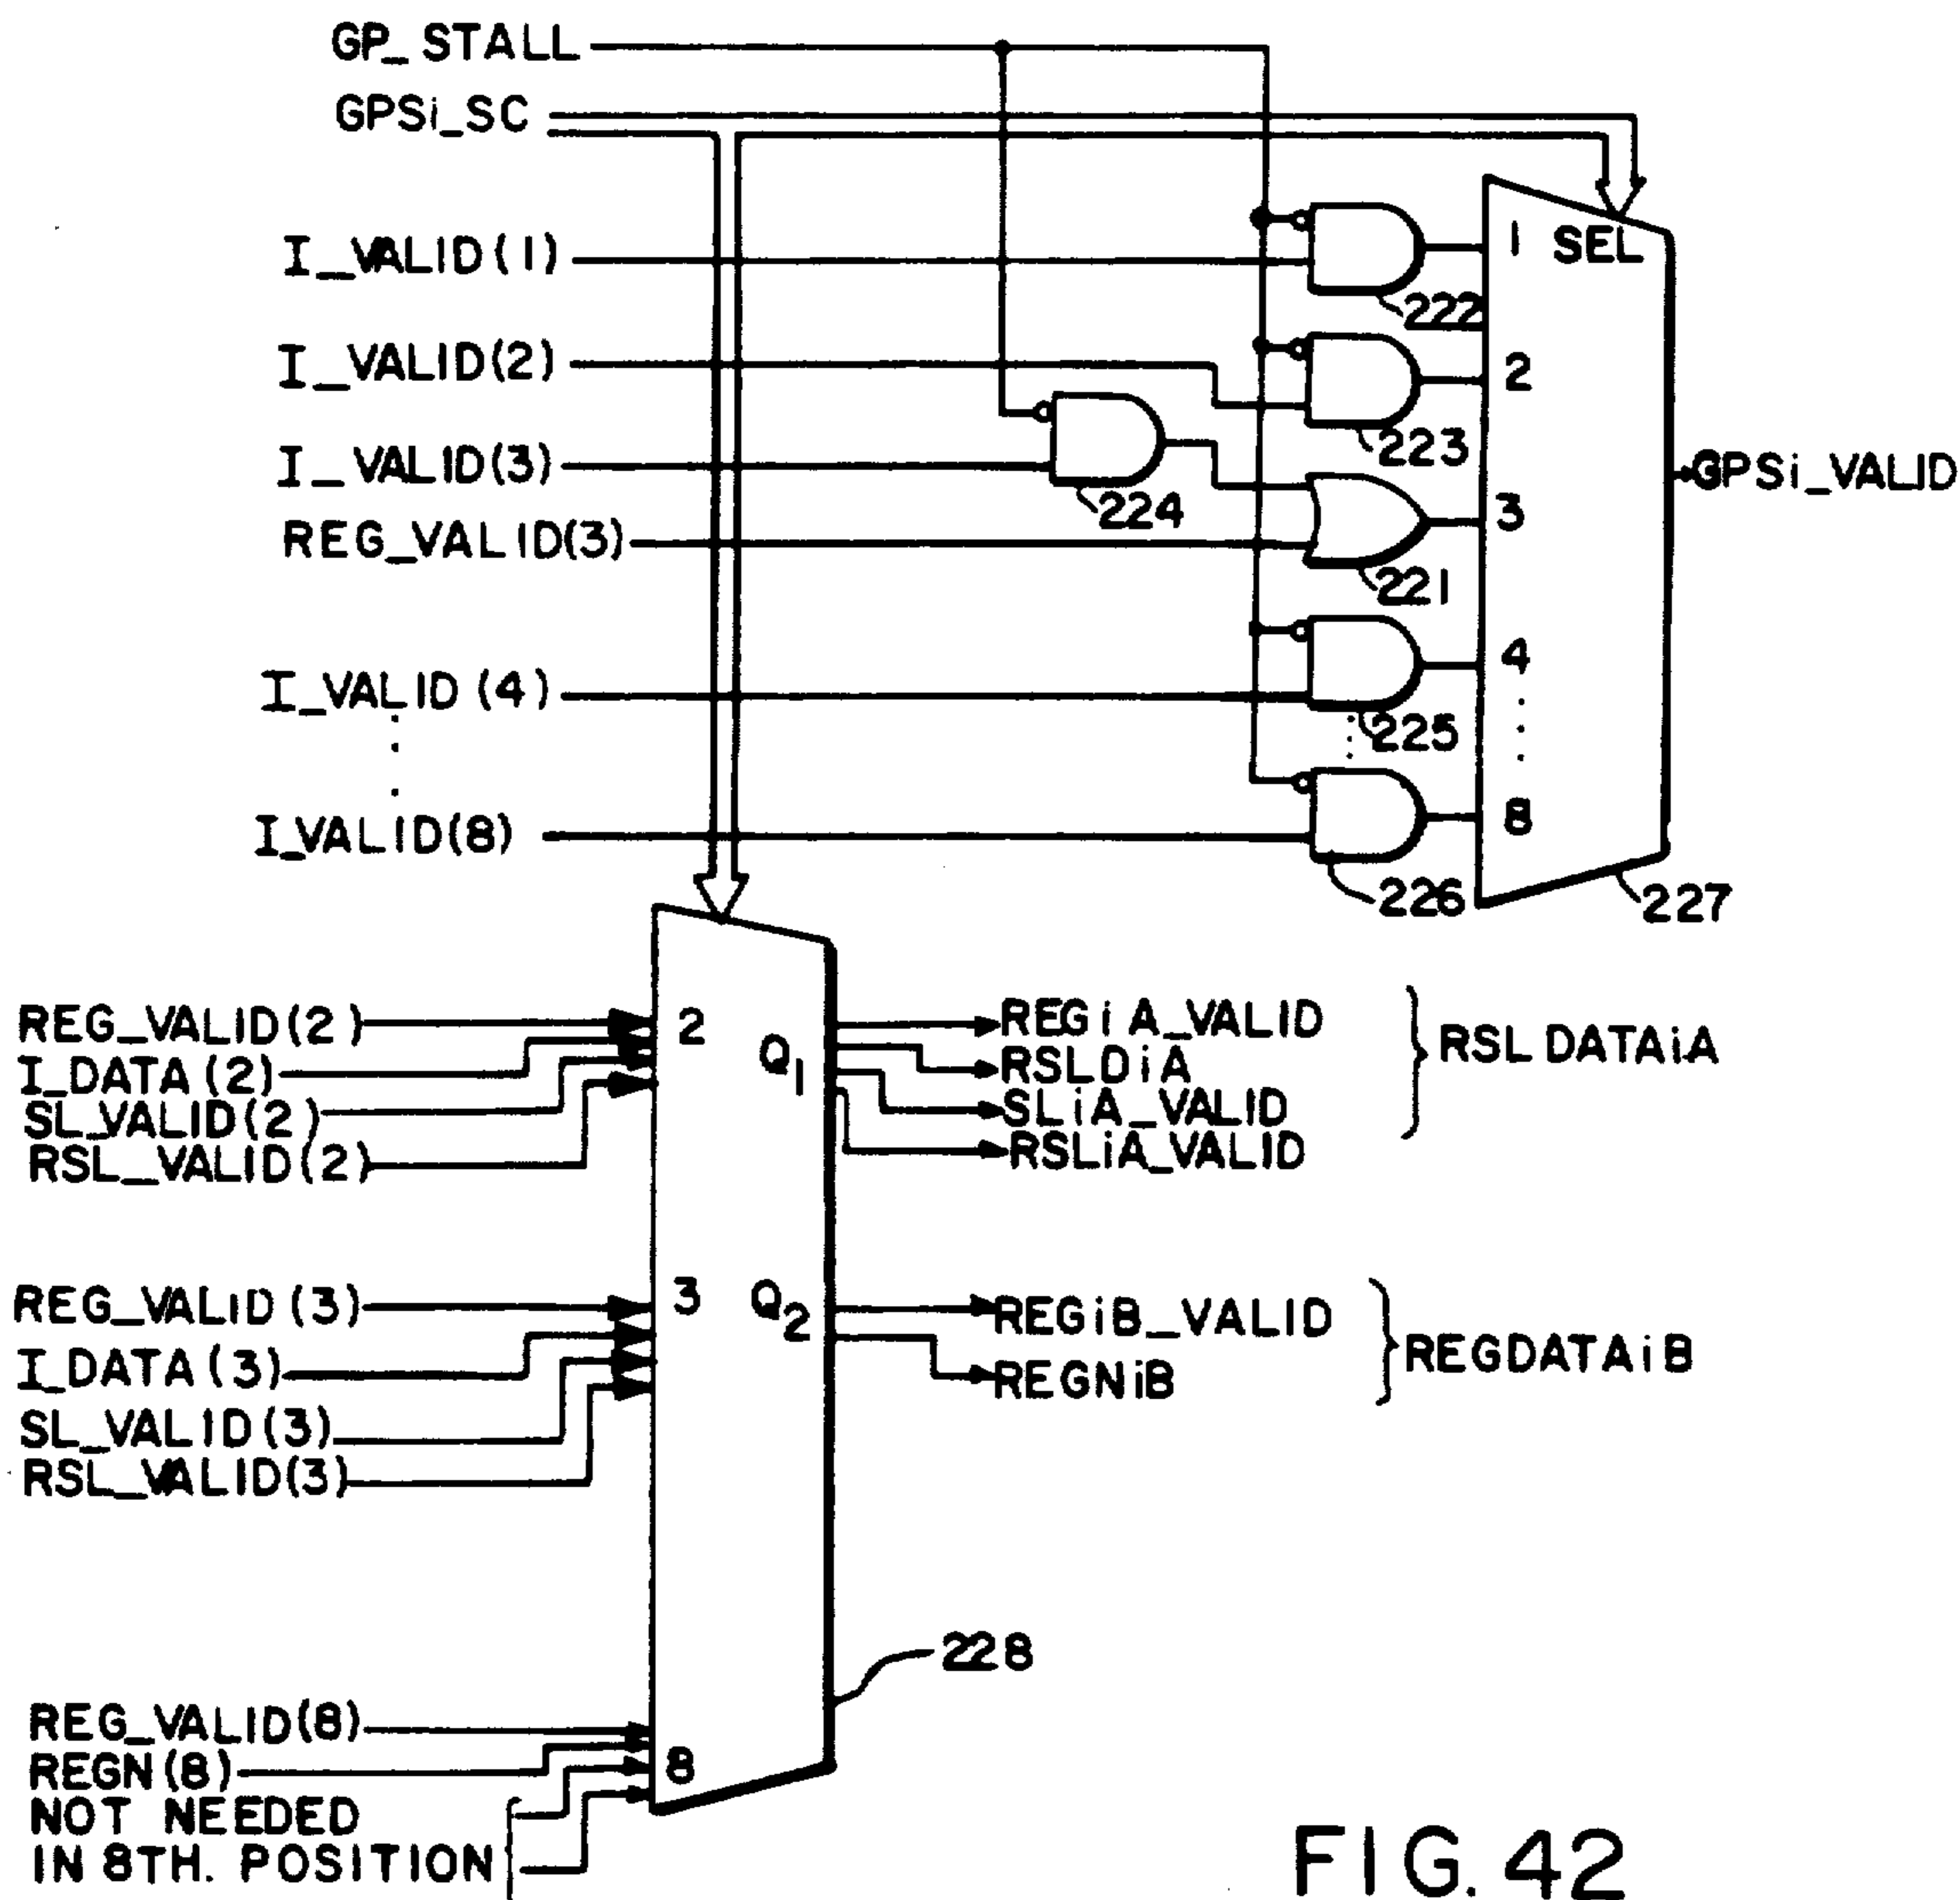 GP_STALL
GPSi_SC
I_VALID(1)
1 SEL
222
I_VALID(2)
2
223
I_VALID(3)
224
GPSi_VALID
REG_VALID(3)
3
221
I_VALID(4)
4
225
I_VALID(8)
8
226
227
REG_VALID(2)
I_DATA(2)
SL_VALID(2)
RSL_VALID(2)
2
Q1
REGiA_VALID
RSLDiA
SLiA_VALID
RSLiA_VALID
RSLDATAiA
REG_VALID(3)
I_DATA(3)
SL_VALID(3)
RSL_VALID(3)
3
Q2
REGiB_VALID
REGNiB
REGDATAiB
228
REG_VALID(8)
REGN(8)
NOT NEEDED
IN 8TH. POSITION
8
FIG. 42